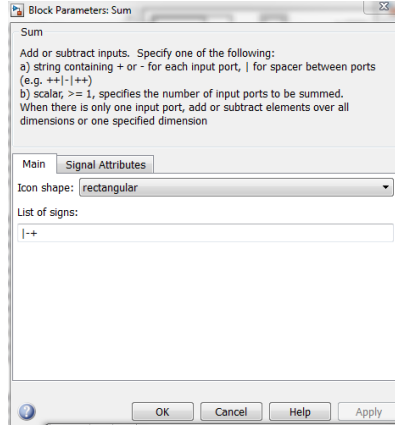 Block Parameters: Sum
Sum
Add or subtract inputs.  Specify one of the following:
a) string containing + or - for each input port, | for spacer between ports
(e.g. ++|-|++)
b) scalar, >= 1, specifies the number of input ports to be summed.
When there is only one input port, add or subtract elements over all
dimensions or one specified dimension
Main Signal Attributes
Icon shape: rectangular
List of signs:
|-+
OK Cancel Help Apply